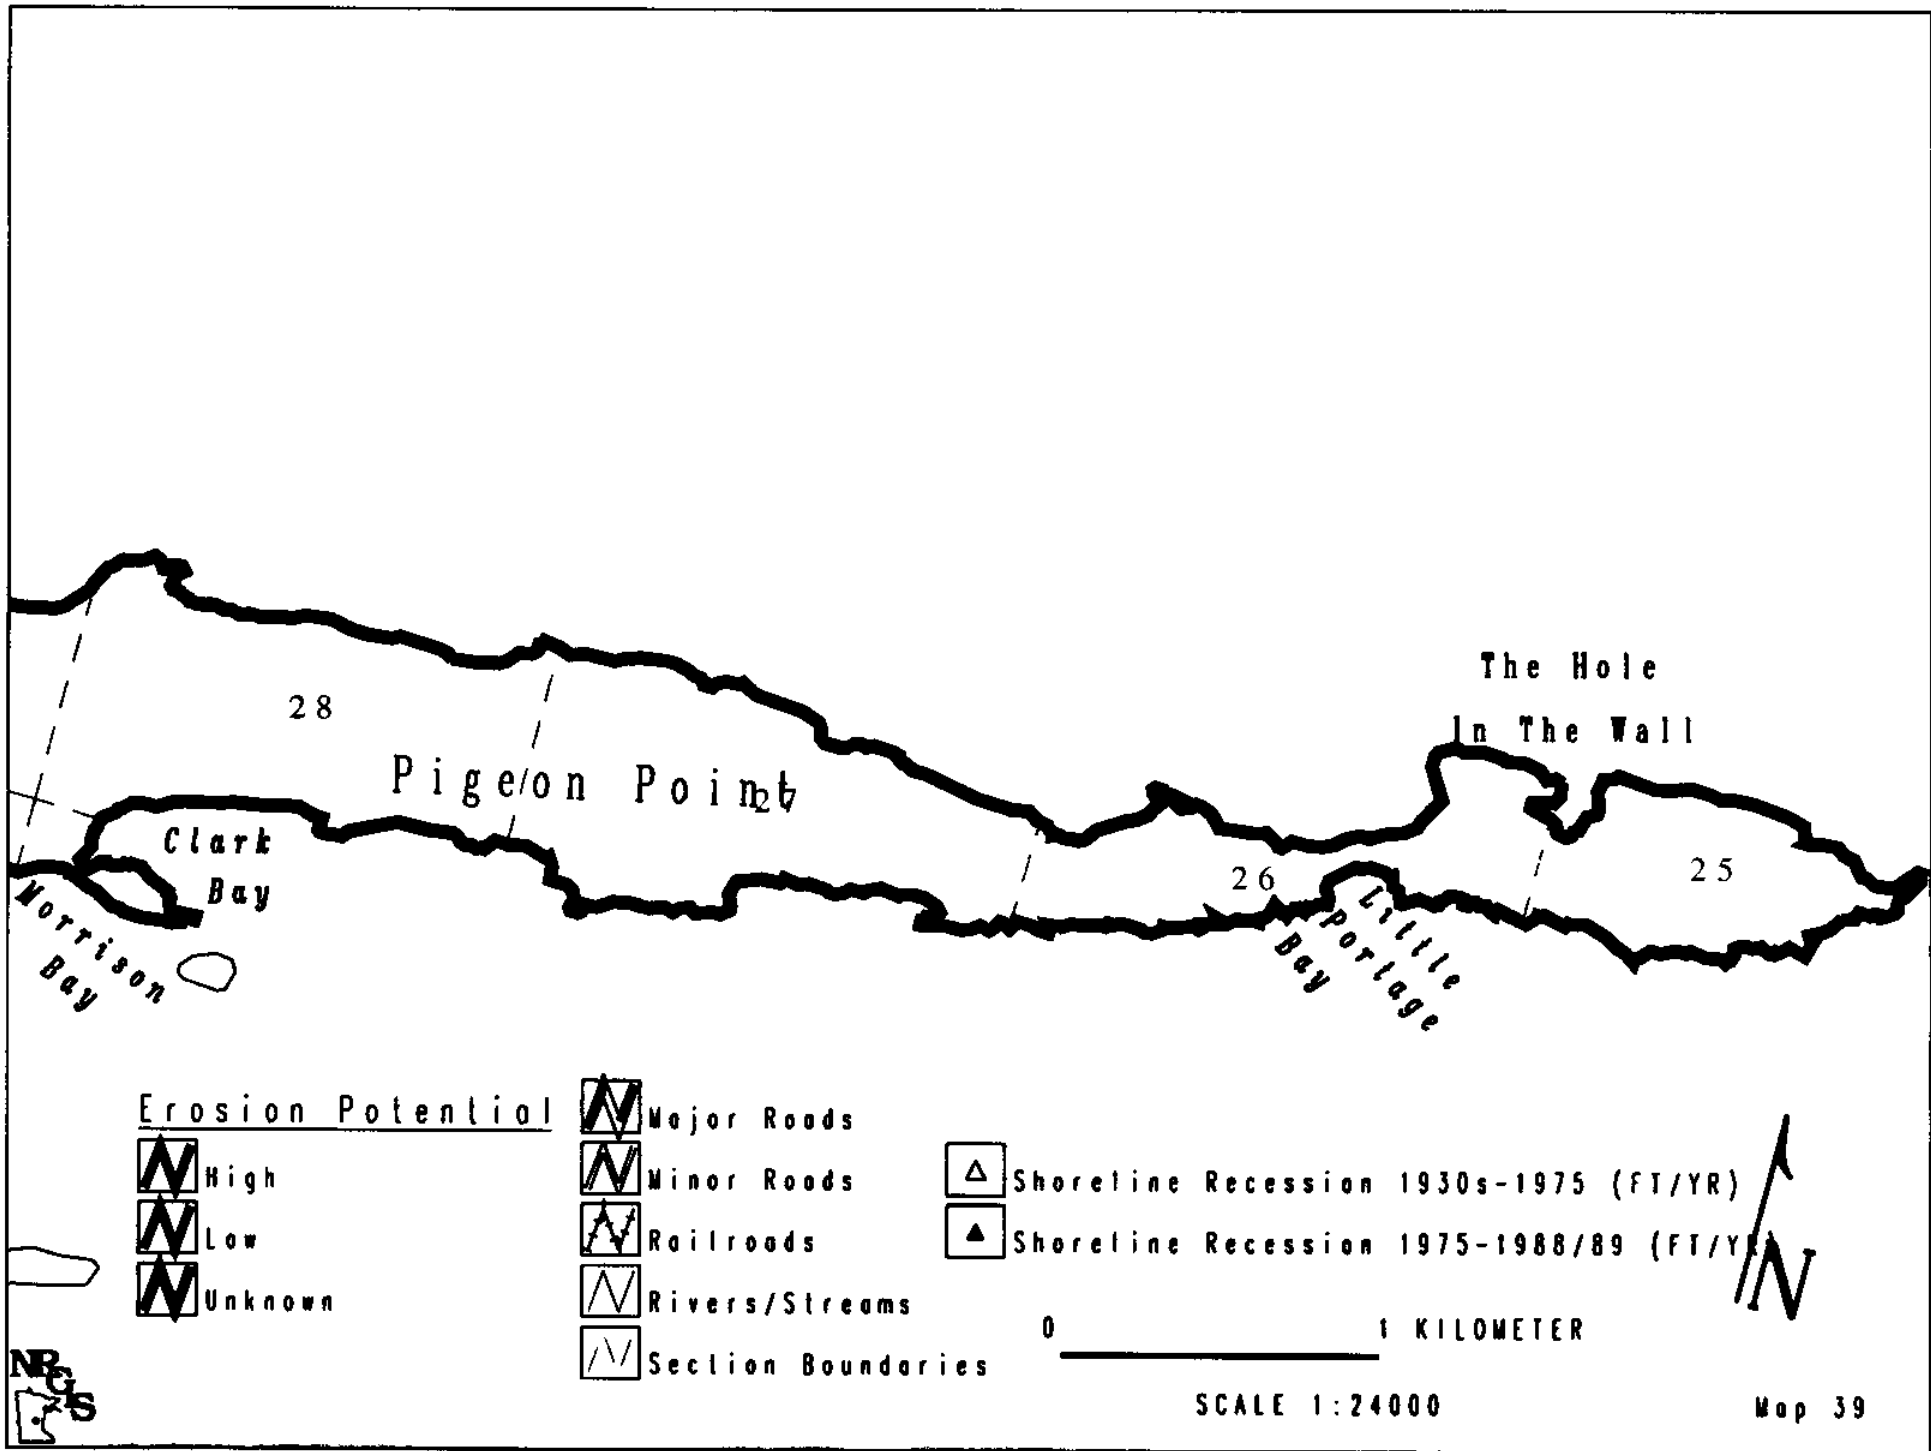 The Hole
In The Wall
28
Pigeon Point
27
Clark
Bay
26
25
Morrison
Bay
Little
Portage
Bay
Erosion Potential
High
Low
Unknown
Major Roads
Minor Roads
Railroads
Rivers/Streams
Section Boundaries
Shoreline Recession 1930s-1975 (FT/YR)
Shoreline Recession 1975-1988/89 (FT/YR)
N
0 1 KILOMETER
SCALE 1:24000
NRGIS
Map 39